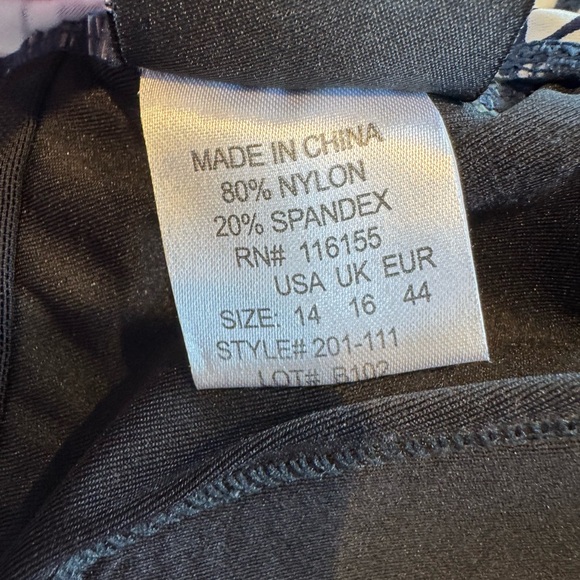 MADE IN CHINA
80% NYLON
20% SPANDEX
RN# 116155
USA UK EUR
SIZE: 14 16 44
STYLE# 201-111
LOT# B102